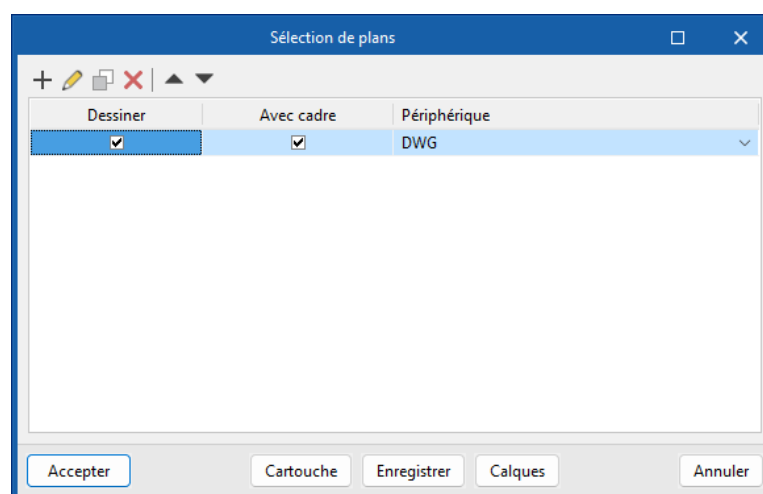 Sélection de plans
Dessiner Avec cadre Périphérique
DWG
Accepter Cartouche Enregistrer Calques Annuler